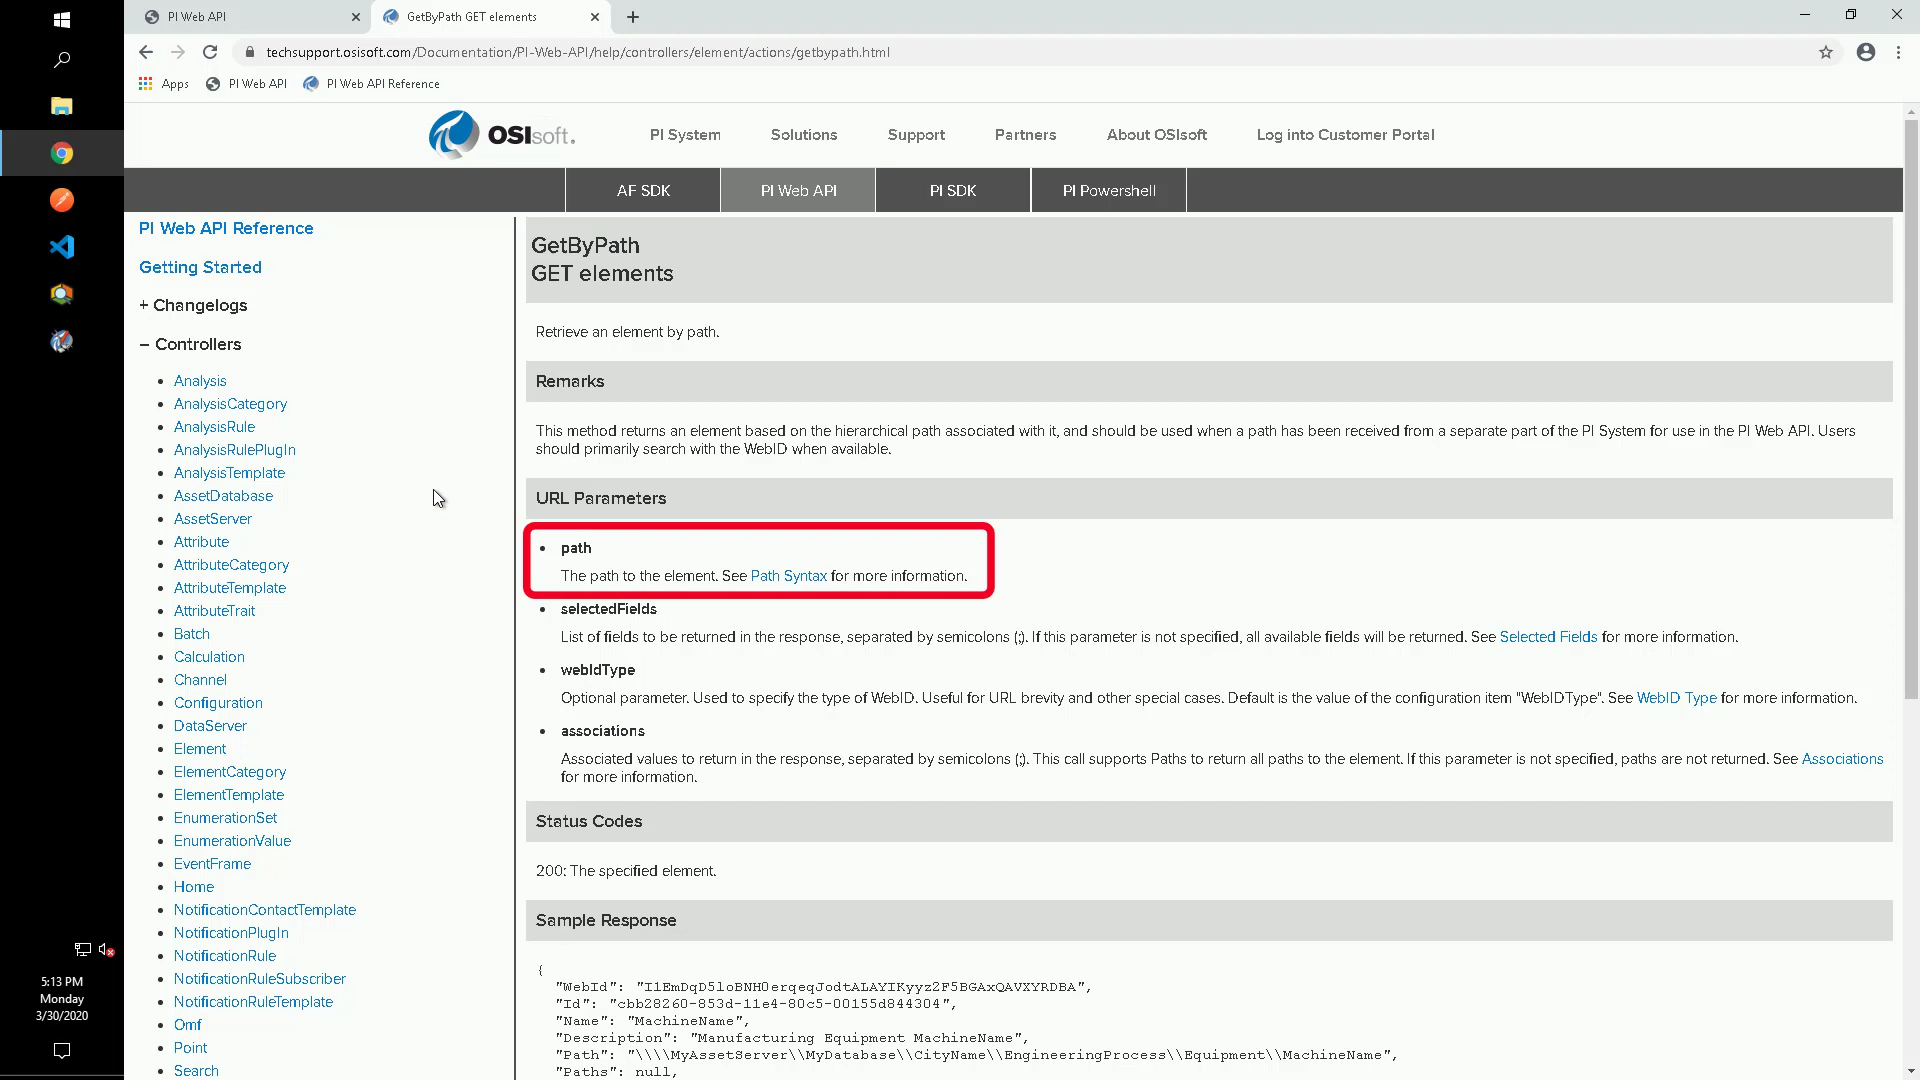 PI Web API
GetByPath GET elements
techsupport.osisoft.com/Documentation/PI-Web-API/help/controllers/element/actions/getbypath.html
Apps
PI Web API
PI Web API Reference
OSIsoft.
PI System
Solutions
Support
Partners
About OSIsoft
Log into Customer Portal
AF SDK
PI Web API
PI SDK
PI Powershell
PI Web API Reference
Getting Started
+ Changelogs
– Controllers
• Analysis
• AnalysisCategory
• AnalysisRule
• AnalysisRulePlugIn
• AnalysisTemplate
• AssetDatabase
• AssetServer
• Attribute
• AttributeCategory
• AttributeTemplate
• AttributeTrait
• Batch
• Calculation
• Channel
• Configuration
• DataServer
• Element
• ElementCategory
• ElementTemplate
• EnumerationSet
• EnumerationValue
• EventFrame
• Home
• NotificationContactTemplate
• NotificationPlugIn
• NotificationRule
• NotificationRuleSubscriber
• NotificationRuleTemplate
• Omf
• Point
• Search
GetByPath
GET elements
Retrieve an element by path.
Remarks
This method returns an element based on the hierarchical path associated with it, and should be used when a path has been received from a separate part of the PI System for use in the PI Web API. Users
should primarily search with the WebID when available.
URL Parameters
• path
The path to the element. See Path Syntax for more information.
• selectedFields
List of fields to be returned in the response, separated by semicolons (;). If this parameter is not specified, all available fields will be returned. See Selected Fields for more information.
• webIdType
Optional parameter. Used to specify the type of WebID. Useful for URL brevity and other special cases. Default is the value of the configuration item "WebIDType". See WebID Type for more information.
• associations
Associated values to return in the response, separated by semicolons (;). This call supports Paths to return all paths to the element. If this parameter is not specified, paths are not returned. See Associations
for more information.
Status Codes
200: The specified element.
Sample Response
{
"WebId": "I1EmDqD5loBNH0erqeqJodtALAYIKyyz2F5BGAxQAVXYRDBA",
"Id": "cbb28260-853d-11e4-80c5-00155d844304",
"Name": "MachineName",
"Description": "Manufacturing Equipment MachineName",
"Path": "\\\\MyAssetServer\\MyDatabase\\CityName\\EngineeringProcess\\Equipment\\MachineName",
"Paths": null,
5:13 PM
Monday
3/30/2020